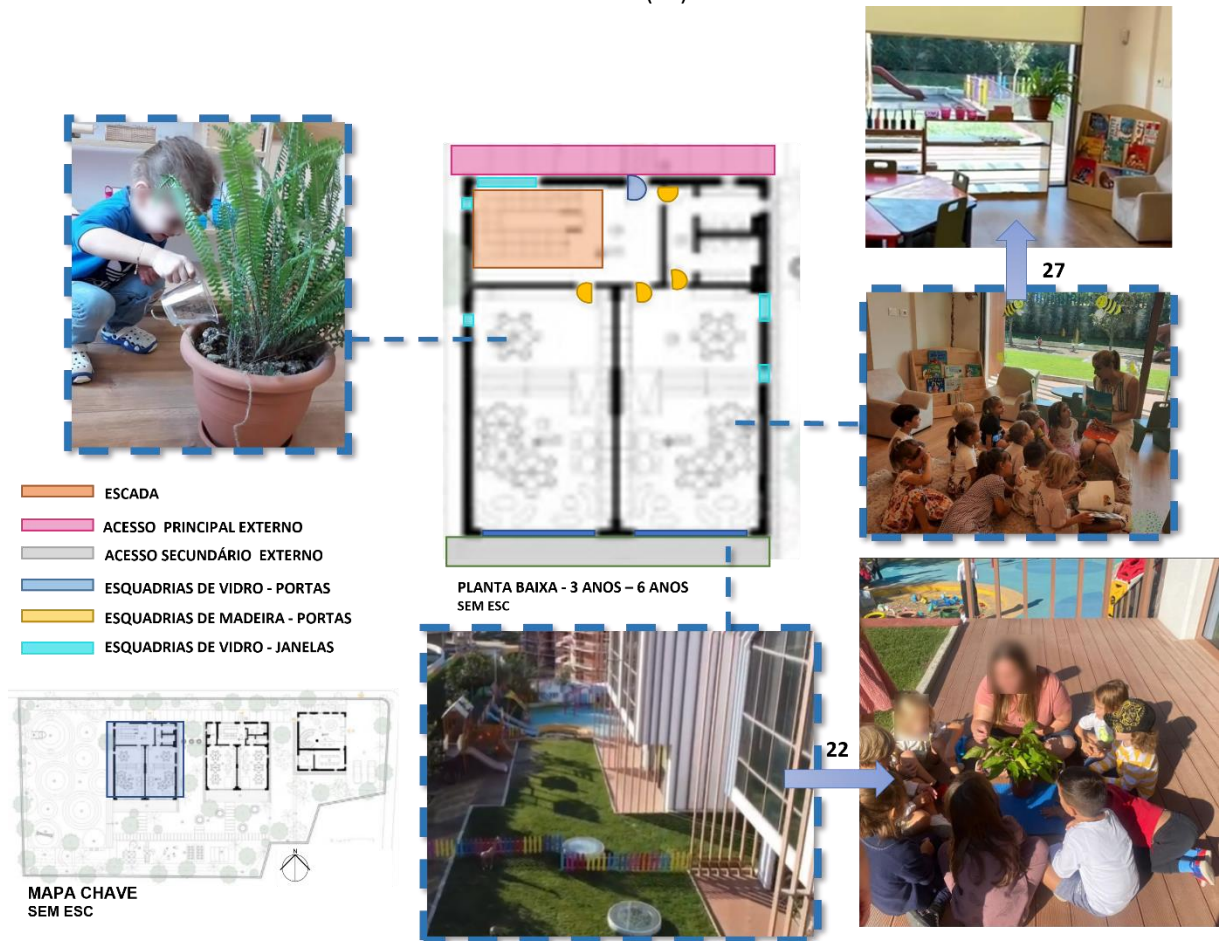 27
ESCADA
ACESSO PRINCIPAL EXTERNO
ACESSO SECUNDÁRIO EXTERNO
ESQUADRIAS DE VIDRO - PORTAS
ESQUADRIAS DE MADEIRA - PORTAS
ESQUADRIAS DE VIDRO - JANELAS
PLANTA BAIXA - 3 ANOS – 6 ANOS
SEM ESC
22
N
MAPA CHAVE
SEM ESC